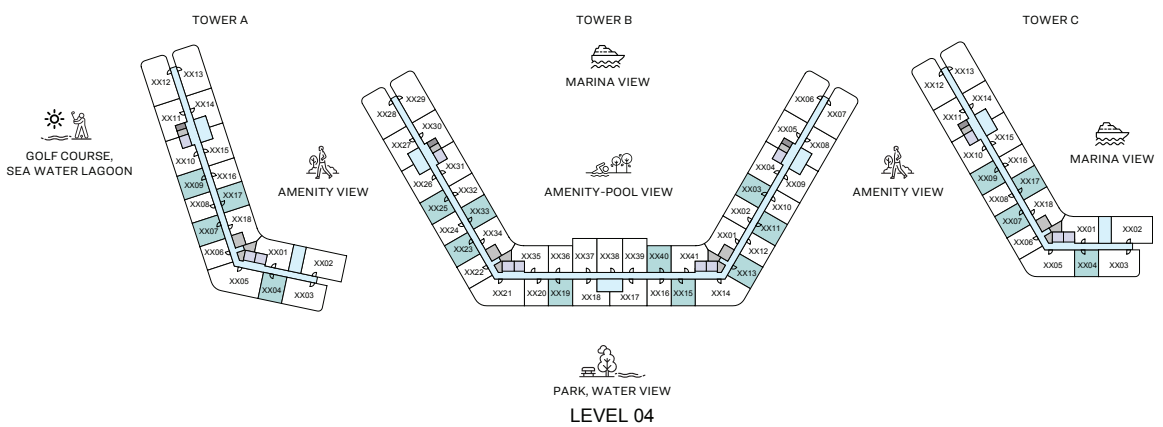 TOWER A
TOWER B
TOWER C
MARINA VIEW
GOLF COURSE,
SEA WATER LAGOON
AMENITY VIEW
AMENITY-POOL VIEW
AMENITY VIEW
MARINA VIEW
XX12
XX13
XX11
XX14
XX10
XX15
XX09
XX16
XX08
XX17
XX07
XX18
XX06
XX01
XX02
XX05
XX04
XX03
XX28
XX29
XX27
XX30
XX26
XX31
XX25
XX32
XX24
XX33
XX23
XX34
XX22
XX35
XX36
XX37
XX38
XX39
XX40
XX41
XX21
XX20
XX19
XX18
XX17
XX16
XX15
XX14
XX06
XX07
XX05
XX08
XX04
XX09
XX03
XX10
XX02
XX11
XX01
XX12
XX13
XX12
XX13
XX11
XX14
XX10
XX15
XX09
XX16
XX08
XX17
XX07
XX18
XX06
XX01
XX02
XX05
XX04
XX03
PARK, WATER VIEW
LEVEL 04